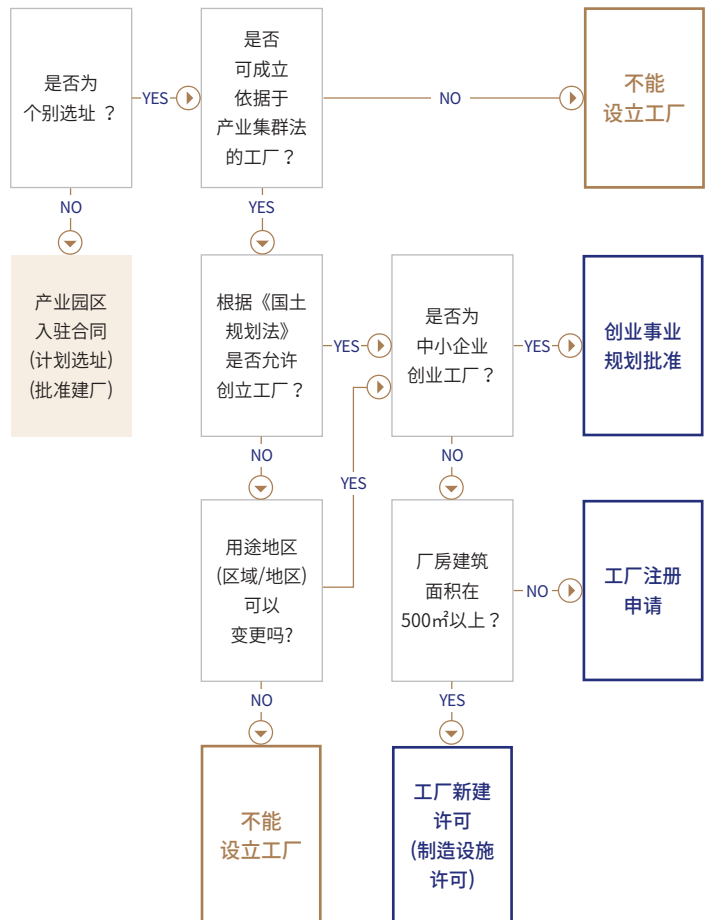 是否为
个别选址 ？
YES
是否
可成立
依据于
产业集群法
的工厂？
NO
不能
设立工厂
NO
YES
产业园区
入驻合同
(计划选址)
(批准建厂)
根据《国土
规划法》
是否允许
创立工厂？
YES
是否为
中小企业
创业工厂？
YES
创业事业
规划批准
NO
YES
NO
用途地区
(区域/地区)
可以
变更吗?
厂房建筑
面积在
500㎡以上？
NO
工厂注册
申请
NO
YES
不能
设立工厂
工厂新建
许可
(制造设施
许可)